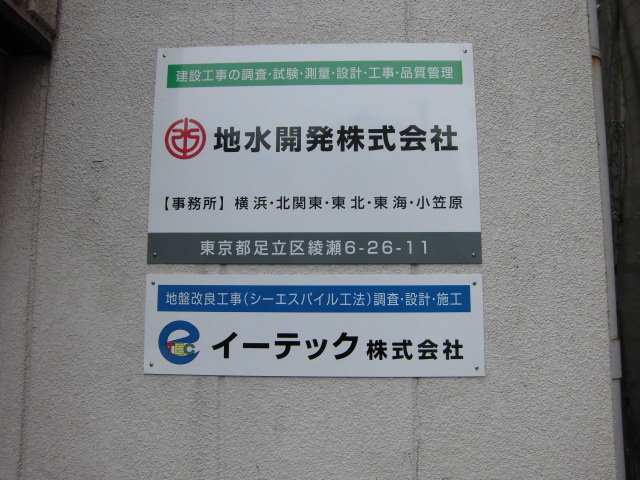 建設工事の調査・試験・測量・設計・工事・品質管理
地水開発株式会社
【事務所】横浜・北関東・東北・東海・小笠原
東京都足立区綾瀬6-26-11
地盤改良工事(シーエスパイル工法)調査・設計・施工
eTEC イーテック株式会社